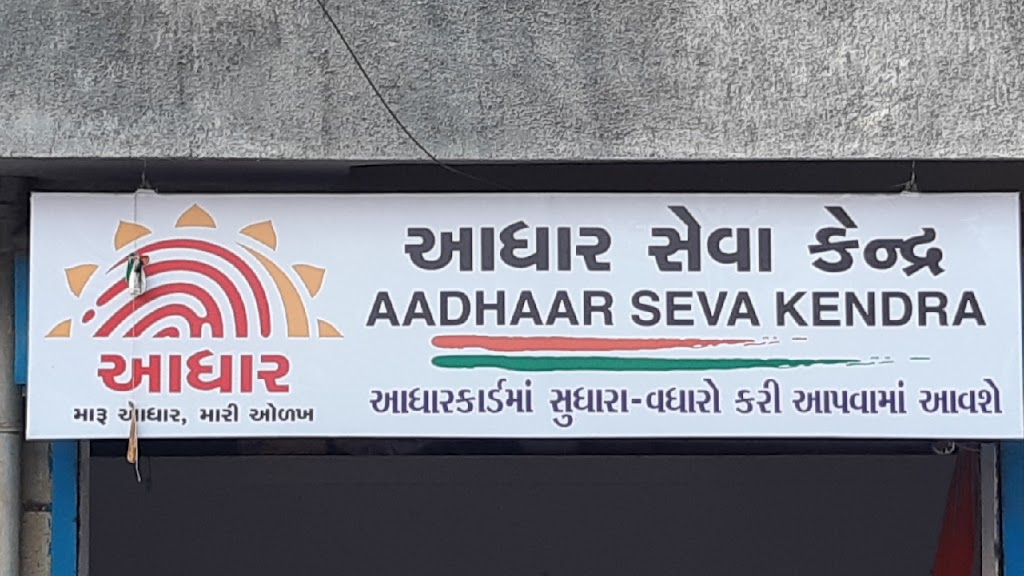 આધાર
મારૂ આધાર, મારી ઓળખ
આધાર સેવા કેન્દ્ર
AADHAAR SEVA KENDRA
આધારકાર્ડમાં સુધારા-વધારો કરી આપવામાં આવશે